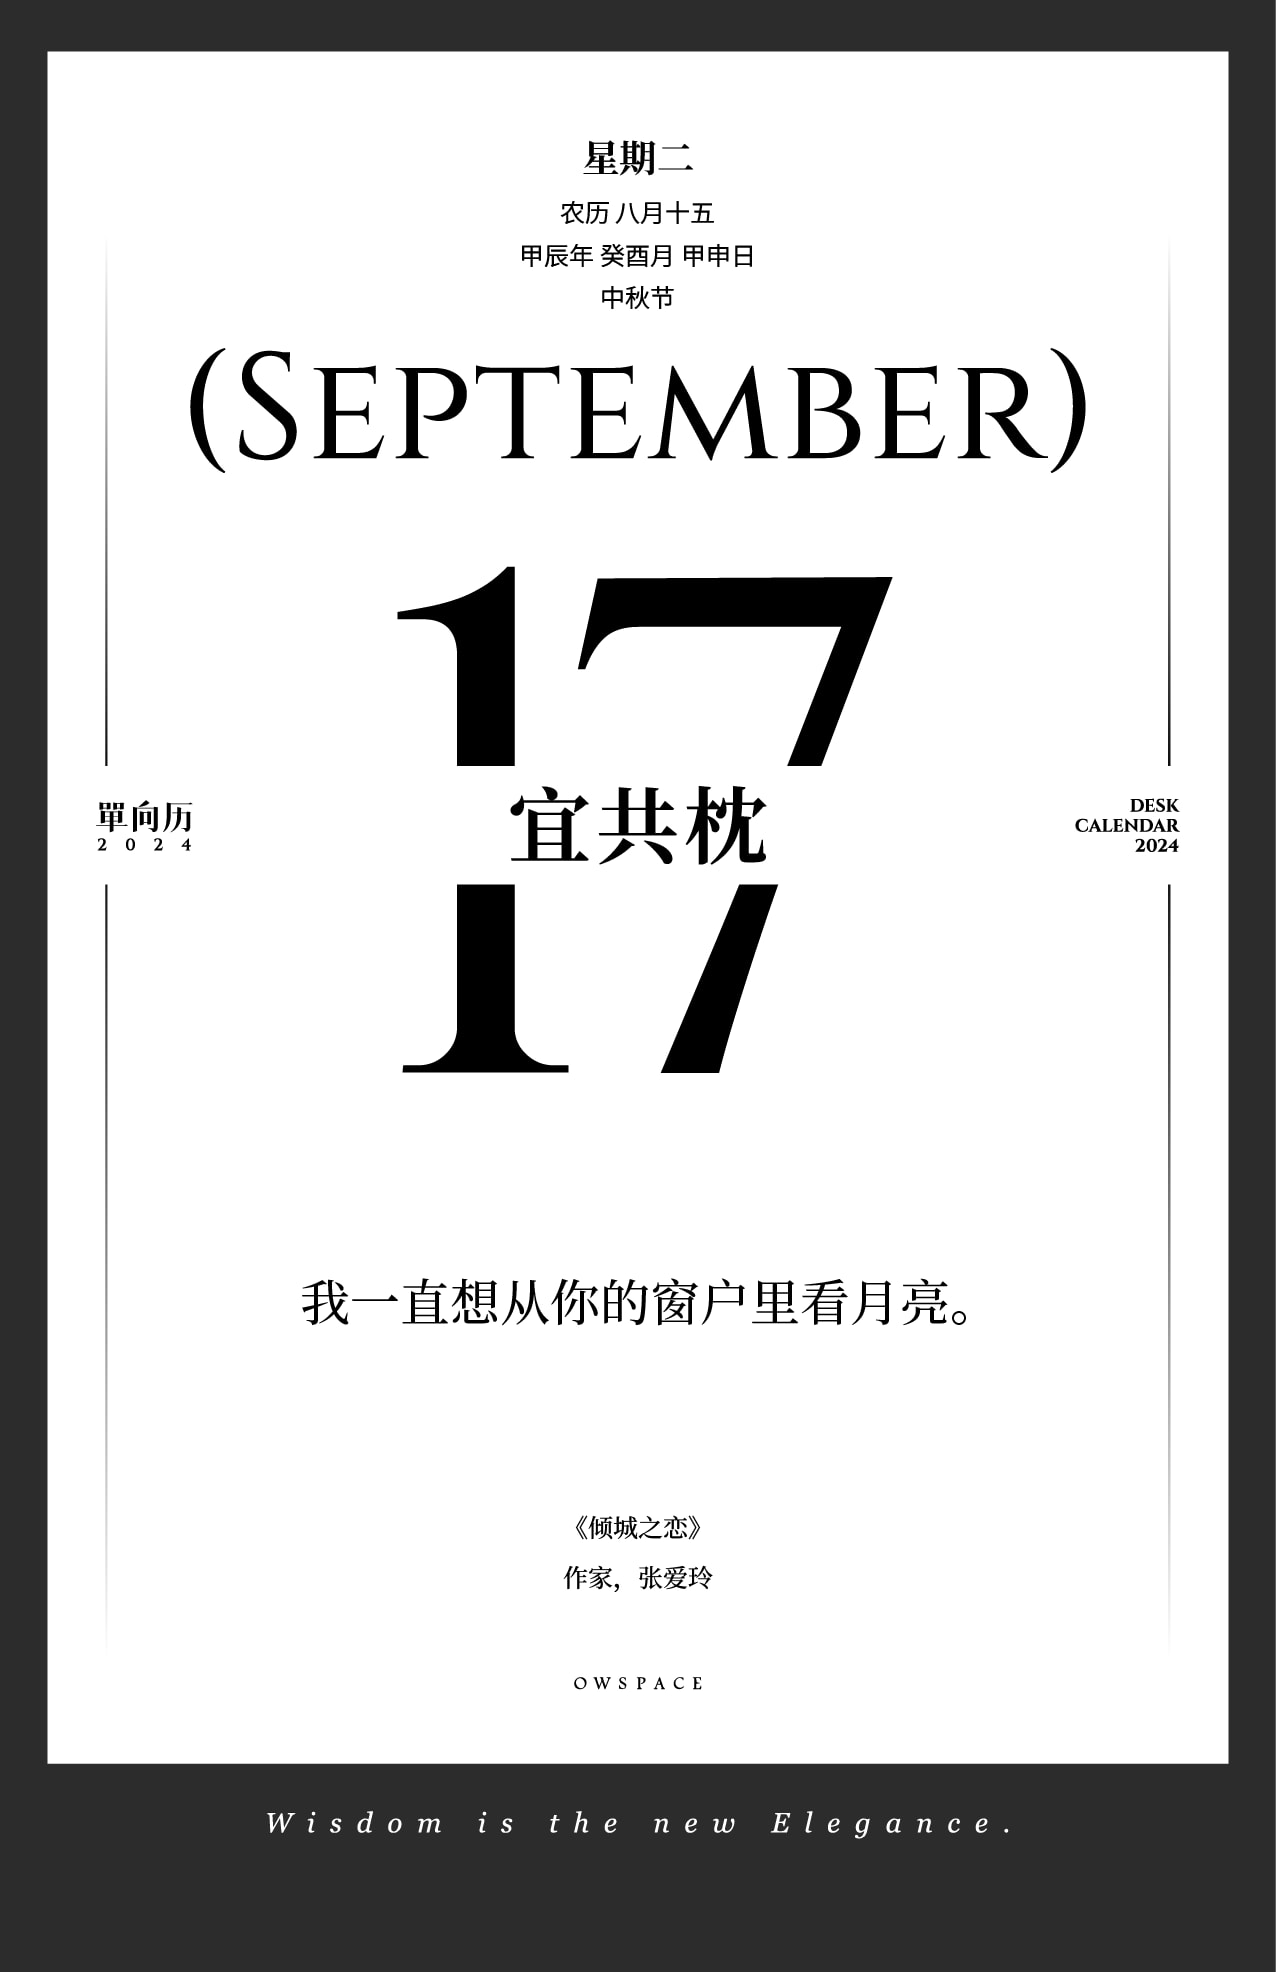 星期二
农历 八月十五
甲辰年 癸酉月 甲申日
中秋节
(SEPTEMBER)
17
單向历
2024
宜共枕
DESK
CALENDAR
2024
我一直想从你的窗户里看月亮。
《倾城之恋》
作家，张爱玲
OWSPACE
Wisdom is the new Elegance.